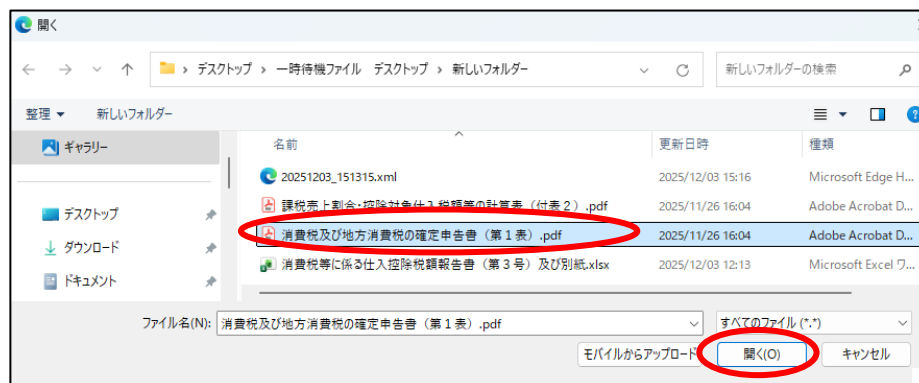 開く
デスクトップ › 一時待機ファイル デスクトップ › 新しいフォルダー
新しいフォルダーの検索
整理 新しいフォルダー
ギャラリー
名前 更新日時 種類
20251203_151315.xml 2025/12/03 15:16 Microsoft Edge H...
課税売上割合・控除対象仕入税額等の計算表（付表２）.pdf 2025/11/26 16:04 Adobe Acrobat D...
デスクトップ
消費税及び地方消費税の確定申告書（第１表）.pdf 2025/11/26 16:04 Adobe Acrobat D...
ダウンロード
消費税等に係る仕入控除税額報告書（第３号）及び別紙.xlsx 2025/12/03 12:13 Microsoft Excel ワ...
ドキュメント
ファイル名(N): 消費税及び地方消費税の確定申告書（第１表）.pdf すべてのファイル (*.*)
モバイルからアップロード 開く(O) キャンセル